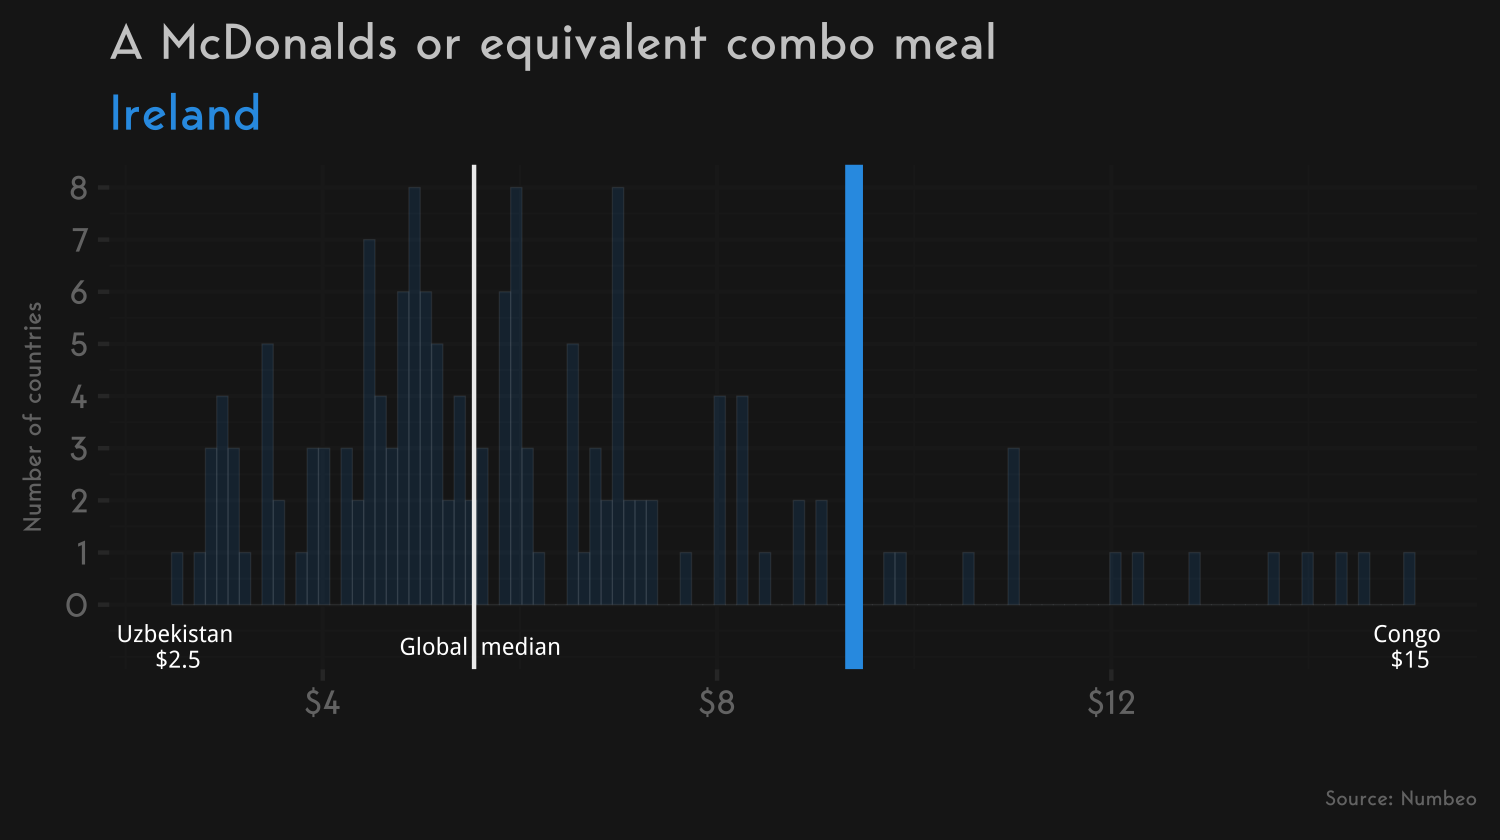 A McDonalds or equivalent combo meal
Ireland
Number of countries
8
7
6
5
4
3
2
1
0
Uzbekistan
$2.5
Global median
Congo
$15
$4 $8 $12
Source: Numbeo